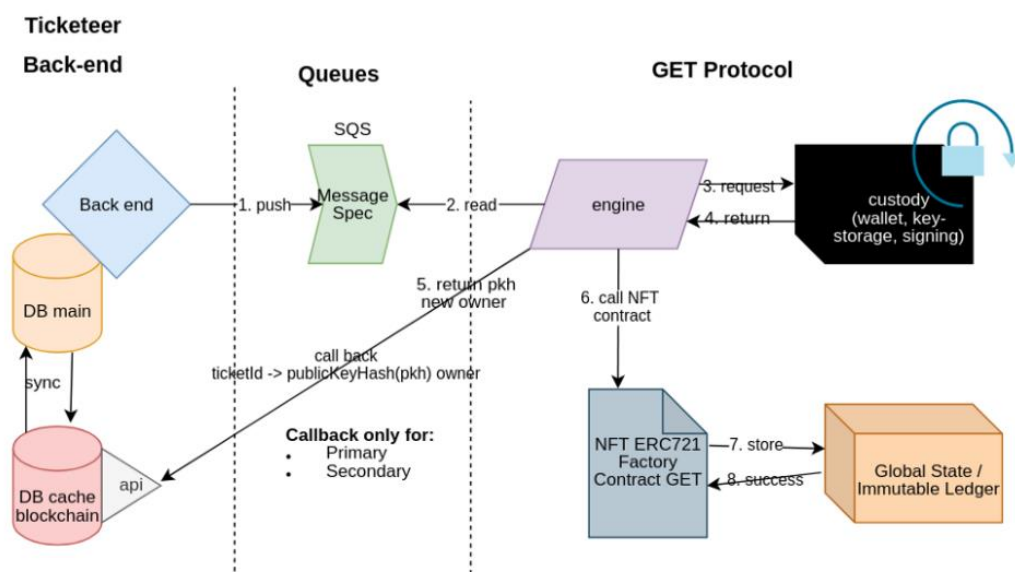 Ticketeer
Back-end
Queues
GET Protocol
SQS
Back end
1. push
Message
Spec
2. read
engine
3. request
4. return
custody
(wallet, key-
storage, signing)
DB main
sync
5. return pkh
new owner
6. call NFT
contract
call back
ticketId -> publicKeyHash(pkh) owner
Callback only for:
• Primary
• Secondary
DB cache
blockchain
api
NFT ERC721
Factory
Contract GET
7. store
8. success
Global State /
Immutable Ledger